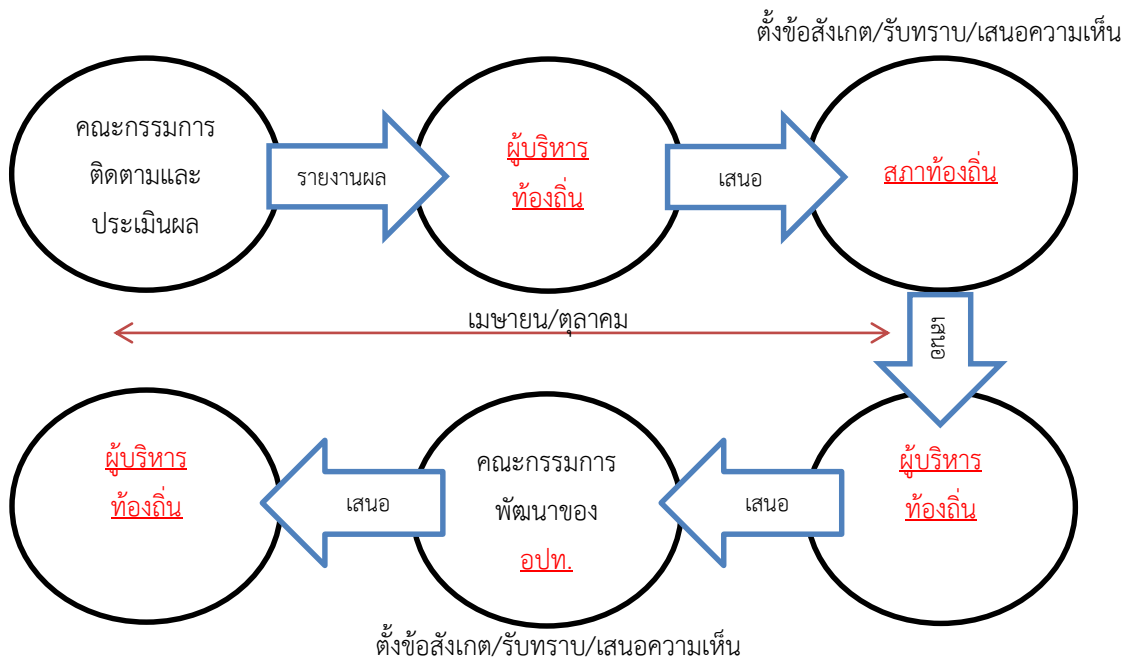 ตั้งข้อสังเกต/รับทราบ/เสนอความเห็น
คณะกรรมการ
ติดตามและ
ประเมินผล
รายงานผล
ผู้บริหาร
ท้องถิ่น
เสนอ
สภาท้องถิ่น
เมษายน/ตุลาคม
เสนอ
ผู้บริหาร
ท้องถิ่น
เสนอ
คณะกรรมการ
พัฒนาของ
อปท.
เสนอ
ผู้บริหาร
ท้องถิ่น
ตั้งข้อสังเกต/รับทราบ/เสนอความเห็น